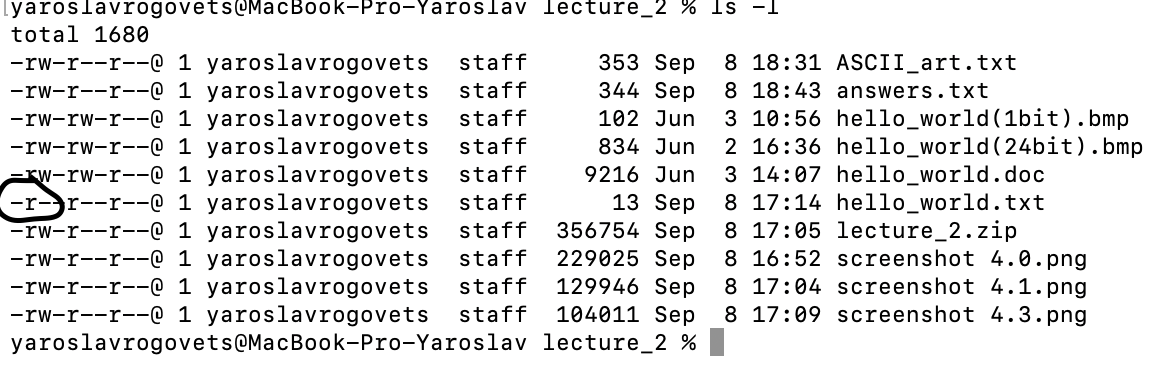 [yaroslavrogovets@MacBook-Pro-Yaroslav lecture_2 % ls -l
total 1680
-rw-r--r--@ 1 yaroslavrogovets  staff     353 Sep  8 18:31 ASCII_art.txt
-rw-r--r--@ 1 yaroslavrogovets  staff     344 Sep  8 18:43 answers.txt
-rw-rw-r--@ 1 yaroslavrogovets  staff     102 Jun  3 10:56 hello_world(1bit).bmp
-rw-rw-r--@ 1 yaroslavrogovets  staff     834 Jun  2 16:36 hello_world(24bit).bmp
-rw-rw-r--@ 1 yaroslavrogovets  staff    9216 Jun  3 14:07 hello_world.doc
-r--r--r--@ 1 yaroslavrogovets  staff      13 Sep  8 17:14 hello_world.txt
-rw-r--r--@ 1 yaroslavrogovets  staff  356754 Sep  8 17:05 lecture_2.zip
-rw-r--r--@ 1 yaroslavrogovets  staff  229025 Sep  8 16:52 screenshot 4.0.png
-rw-r--r--@ 1 yaroslavrogovets  staff  129946 Sep  8 17:04 screenshot 4.1.png
-rw-r--r--@ 1 yaroslavrogovets  staff  104011 Sep  8 17:09 screenshot 4.3.png
yaroslavrogovets@MacBook-Pro-Yaroslav lecture_2 %